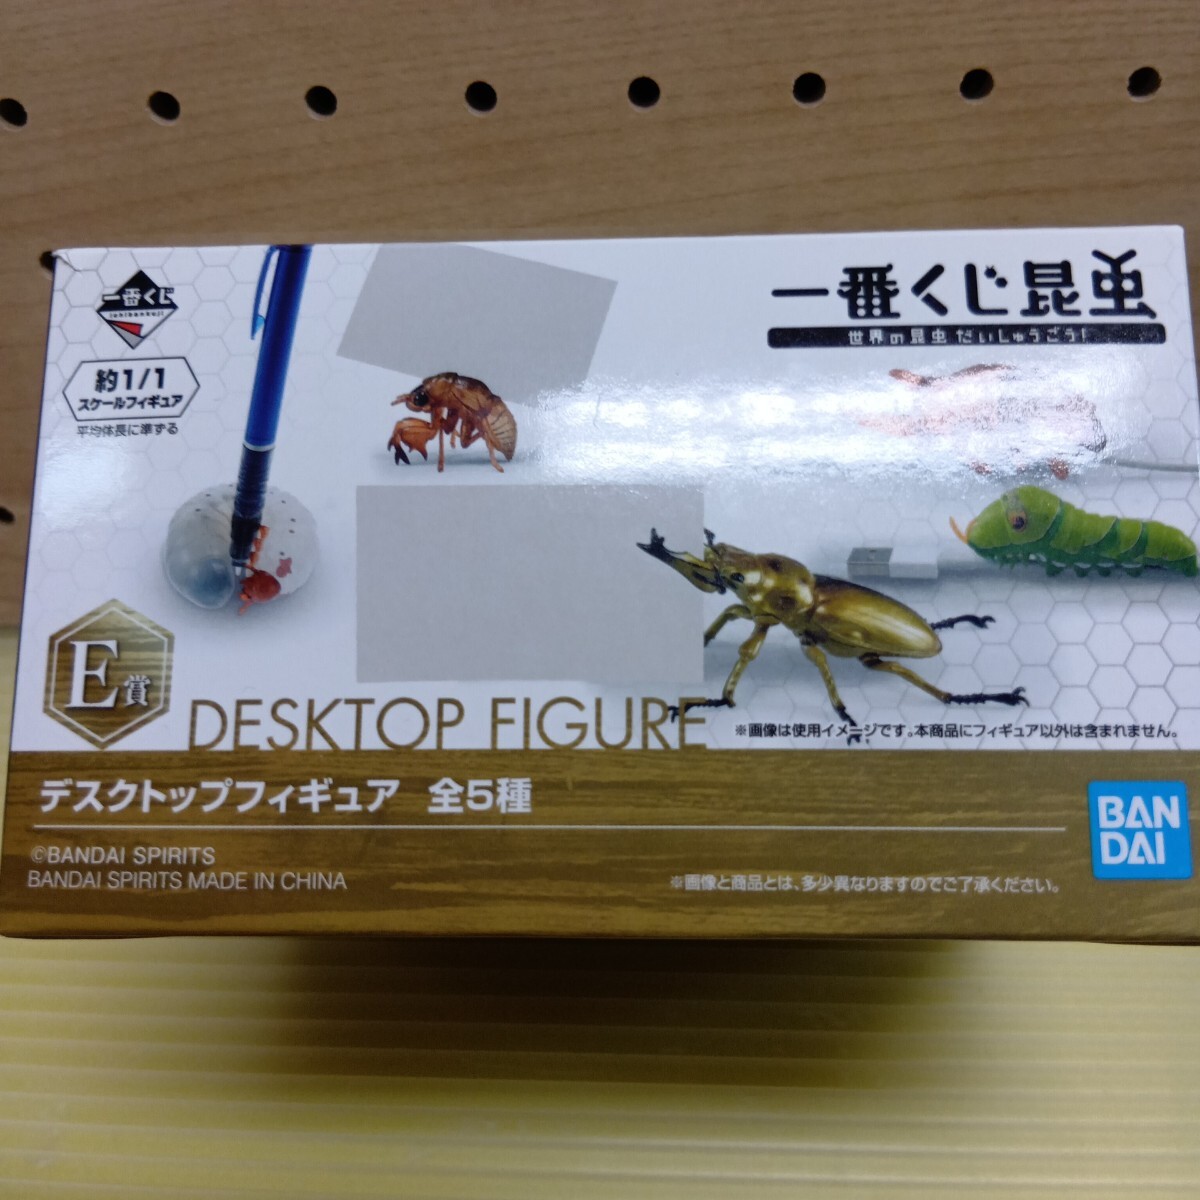 一番くじ
ichibankuji
約1/1
スケールフィギュア
平均体長に準ずる
一番くじ 昆虫
世界の昆虫 だいしゅうごう!
E賞
DESKTOP FIGURE
※画像は使用イメージです。本商品にフィギュア以外は含まれません。
デスクトップフィギュア 全5種
©BANDAI SPIRITS
BANDAI SPIRITS MADE IN CHINA
※画像と商品とは、多少異なりますのでご了承ください。
BAN
DAI